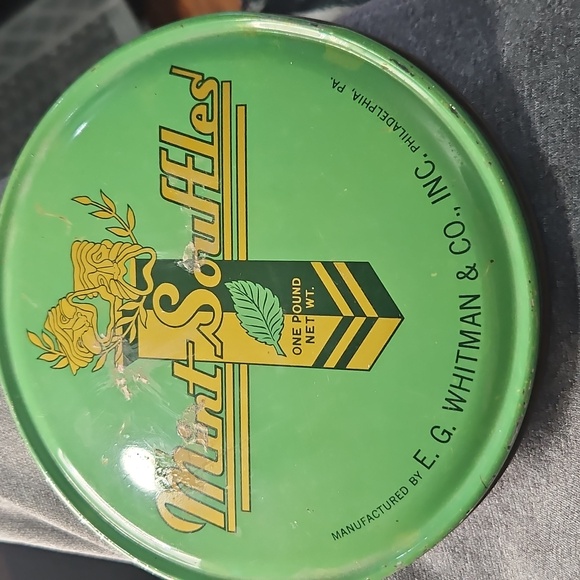 Mint Souffles
ONE POUND
NET WT.
MANUFACTURED BY E. G. WHITMAN & CO., INC. PHILADELPHIA, PA.